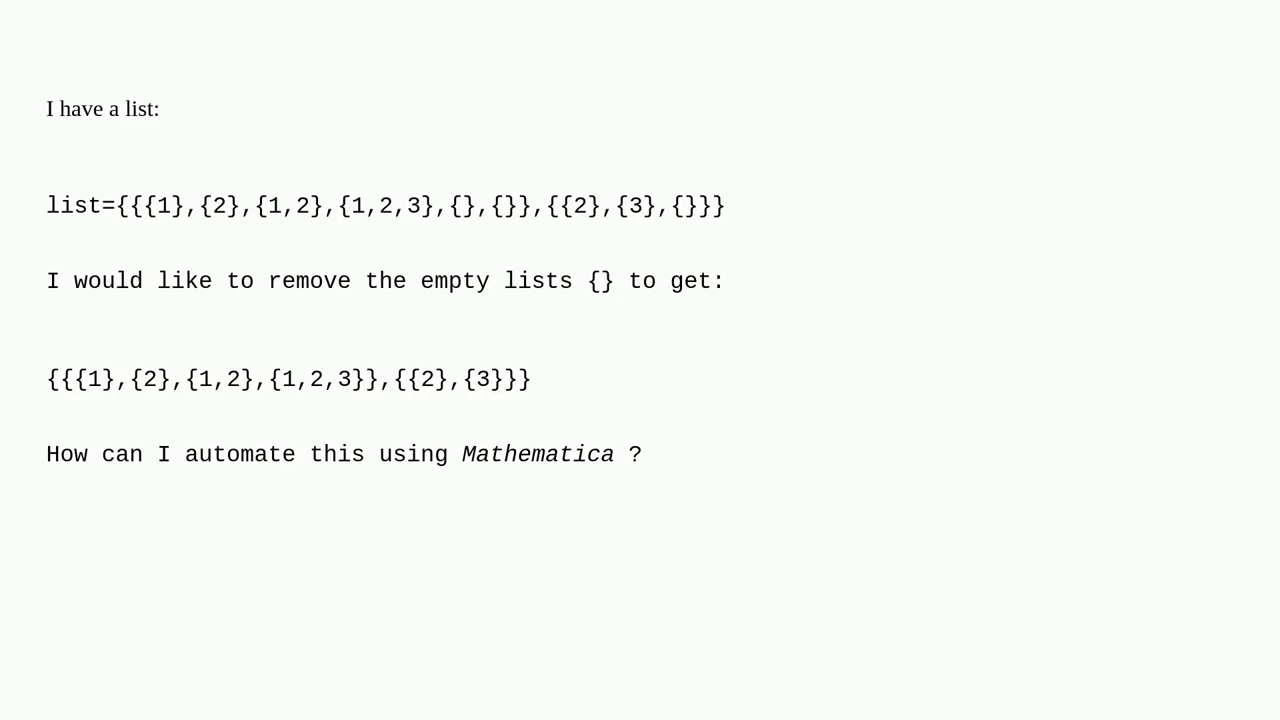 I have a list:
list={{{1},{2},{1,2},{1,2,3},{},{}},{{2},{3},{}}}
I would like to remove the empty lists {} to get:
{{{1},{2},{1,2},{1,2,3}},{{2},{3}}}
How can I automate this using Mathematica ?